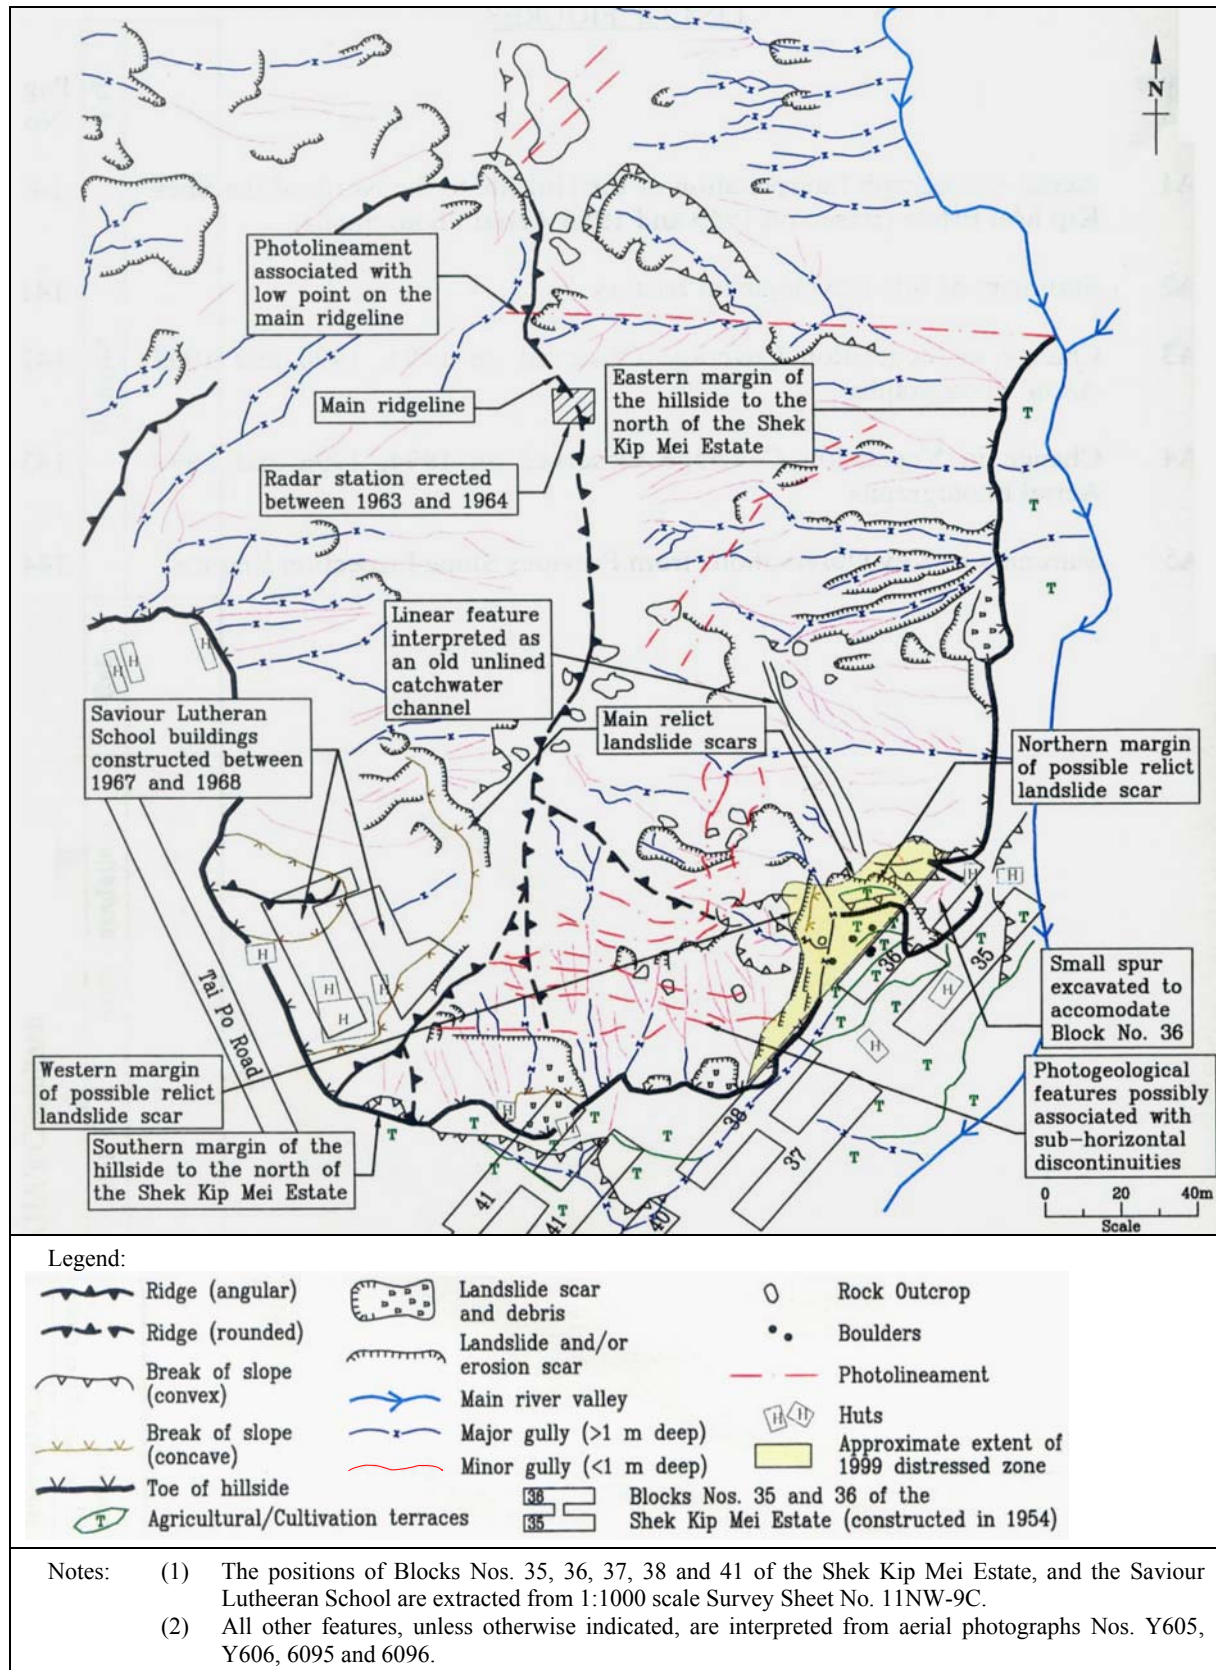 N
Photolineament
associated with
low point on the
main ridgeline
Main ridgeline
Eastern margin of
the hillside to the
north of the Shek
Kip Mei Estate
Radar station erected
between 1963 and 1964
Linear feature
interpreted as
an old unlined
catchwater
channel
Saviour Lutheran
School buildings
constructed between
1967 and 1968
Main relict
landslide scars
Northern margin
of possible relict
landslide scar
Tai Po Road
Small spur
excavated to
accomodate
Block No. 36
Western margin
of possible relict
landslide scar
Photogeological
features possibly
associated with
sub-horizontal
discontinuities
Southern margin of the
hillside to the north of
the Shek Kip Mei Estate
36
35
38
37
41
41
40
0 20 40m
Scale
Legend:
Ridge (angular)
Ridge (rounded)
Break of slope
(convex)
Break of slope
(concave)
Toe of hillside
T Agricultural/Cultivation terraces
Landslide scar
and debris
Landslide and/or
erosion scar
Main river valley
Major gully (>1 m deep)
Minor gully (<1 m deep)
36 Blocks Nos. 35 and 36 of the
35 Shek Kip Mei Estate (constructed in 1954)
Rock Outcrop
Boulders
Photolineament
H H Huts
Approximate extent of
1999 distressed zone
Notes: (1) The positions of Blocks Nos. 35, 36, 37, 38 and 41 of the Shek Kip Mei Estate, and the Saviour
Lutheeran School are extracted from 1:1000 scale Survey Sheet No. 11NW-9C.
(2) All other features, unless otherwise indicated, are interpreted from aerial photographs Nos. Y605,
Y606, 6095 and 6096.